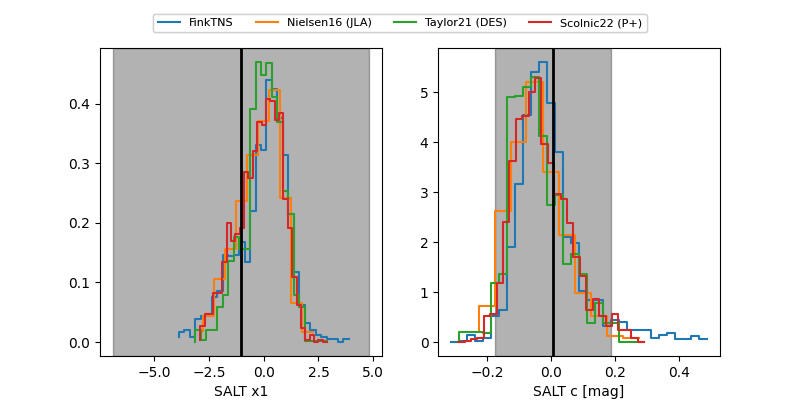 FinkTNS Nielsen16 (JLA) Taylor21 (DES) Scolnic22 (P+)
0.4
0.3
0.2
0.1
0.0
−5.0 −2.5 0.0 2.5 5.0
SALT x1
5
4
3
2
1
0
−0.2 0.0 0.2 0.4
SALT c [mag]